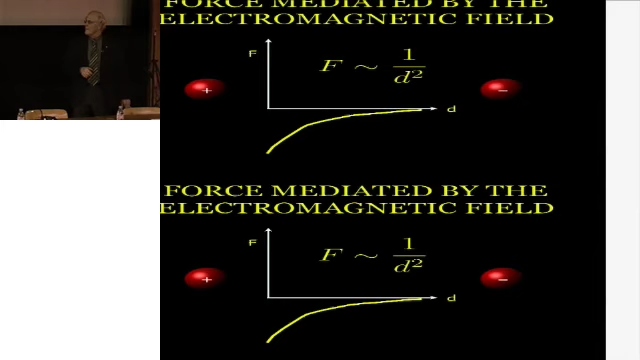 FORCE MEDIATED BY THE
ELECTROMAGNETIC FIELD
F
F ~ 1/d²
+
−
d
FORCE MEDIATED BY THE
ELECTROMAGNETIC FIELD
F
F ~ 1/d²
+
−
d